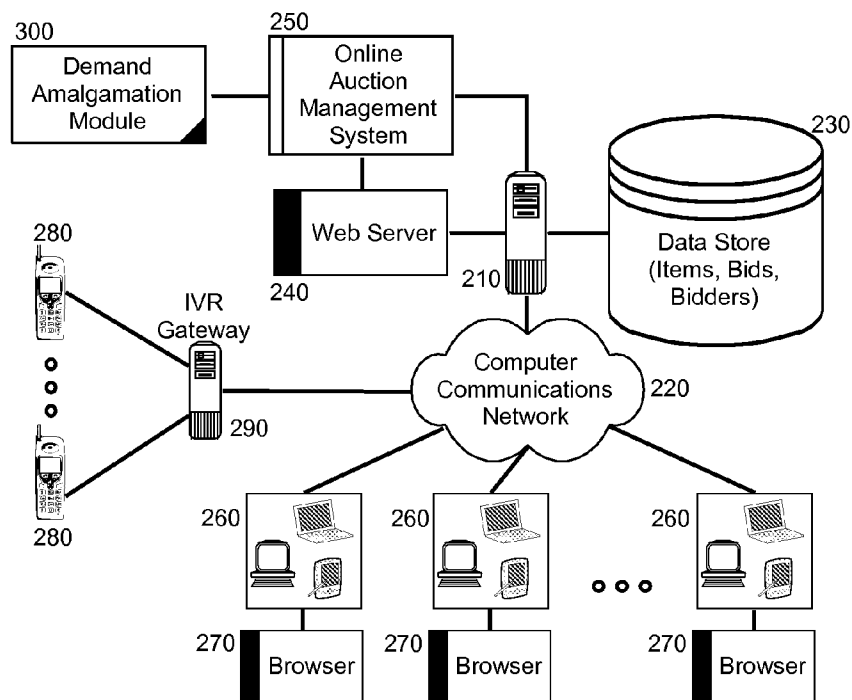 300
Demand
Amalgamation
Module
250
Online
Auction
Management
System
230
Data Store
(Items, Bids,
Bidders)
Web Server
240
210
280
IVR
Gateway
290
280
Computer
Communications
Network
220
260
260
260
270
Browser
270
Browser
270
Browser